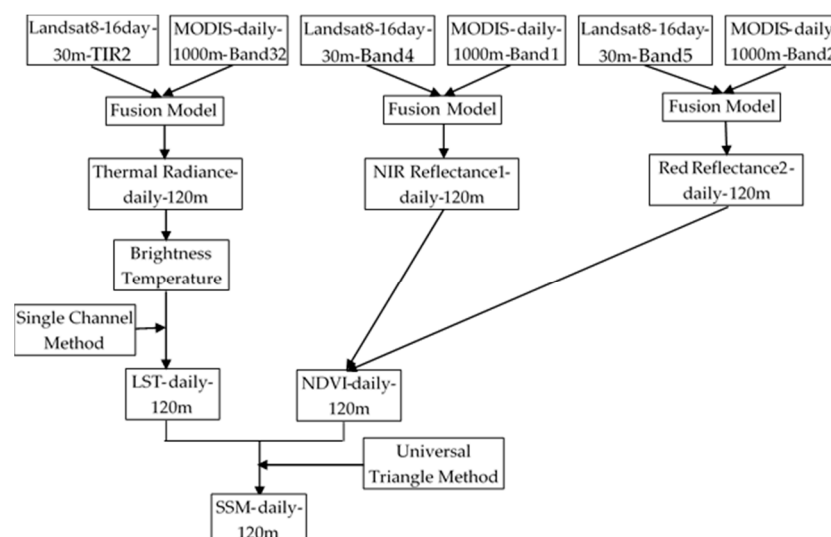 Landsat8-16day-
30m-TIR2
MODIS-daily-
1000m-Band32
Landsat8-16day-
30m-Band4
MODIS-daily-
1000m-Band1
Landsat8-16day-
30m-Band5
MODIS-daily-
1000m-Band2
Fusion Model
Fusion Model
Fusion Model
Thermal Radiance-
daily-120m
NIR Reflectance1-
daily-120m
Red Reflectance2-
daily-120m
Brightness
Temperature
Single Channel
Method
LST-daily-
120m
NDVI-daily-
120m
Universal
Triangle Method
SSM-daily-
120m